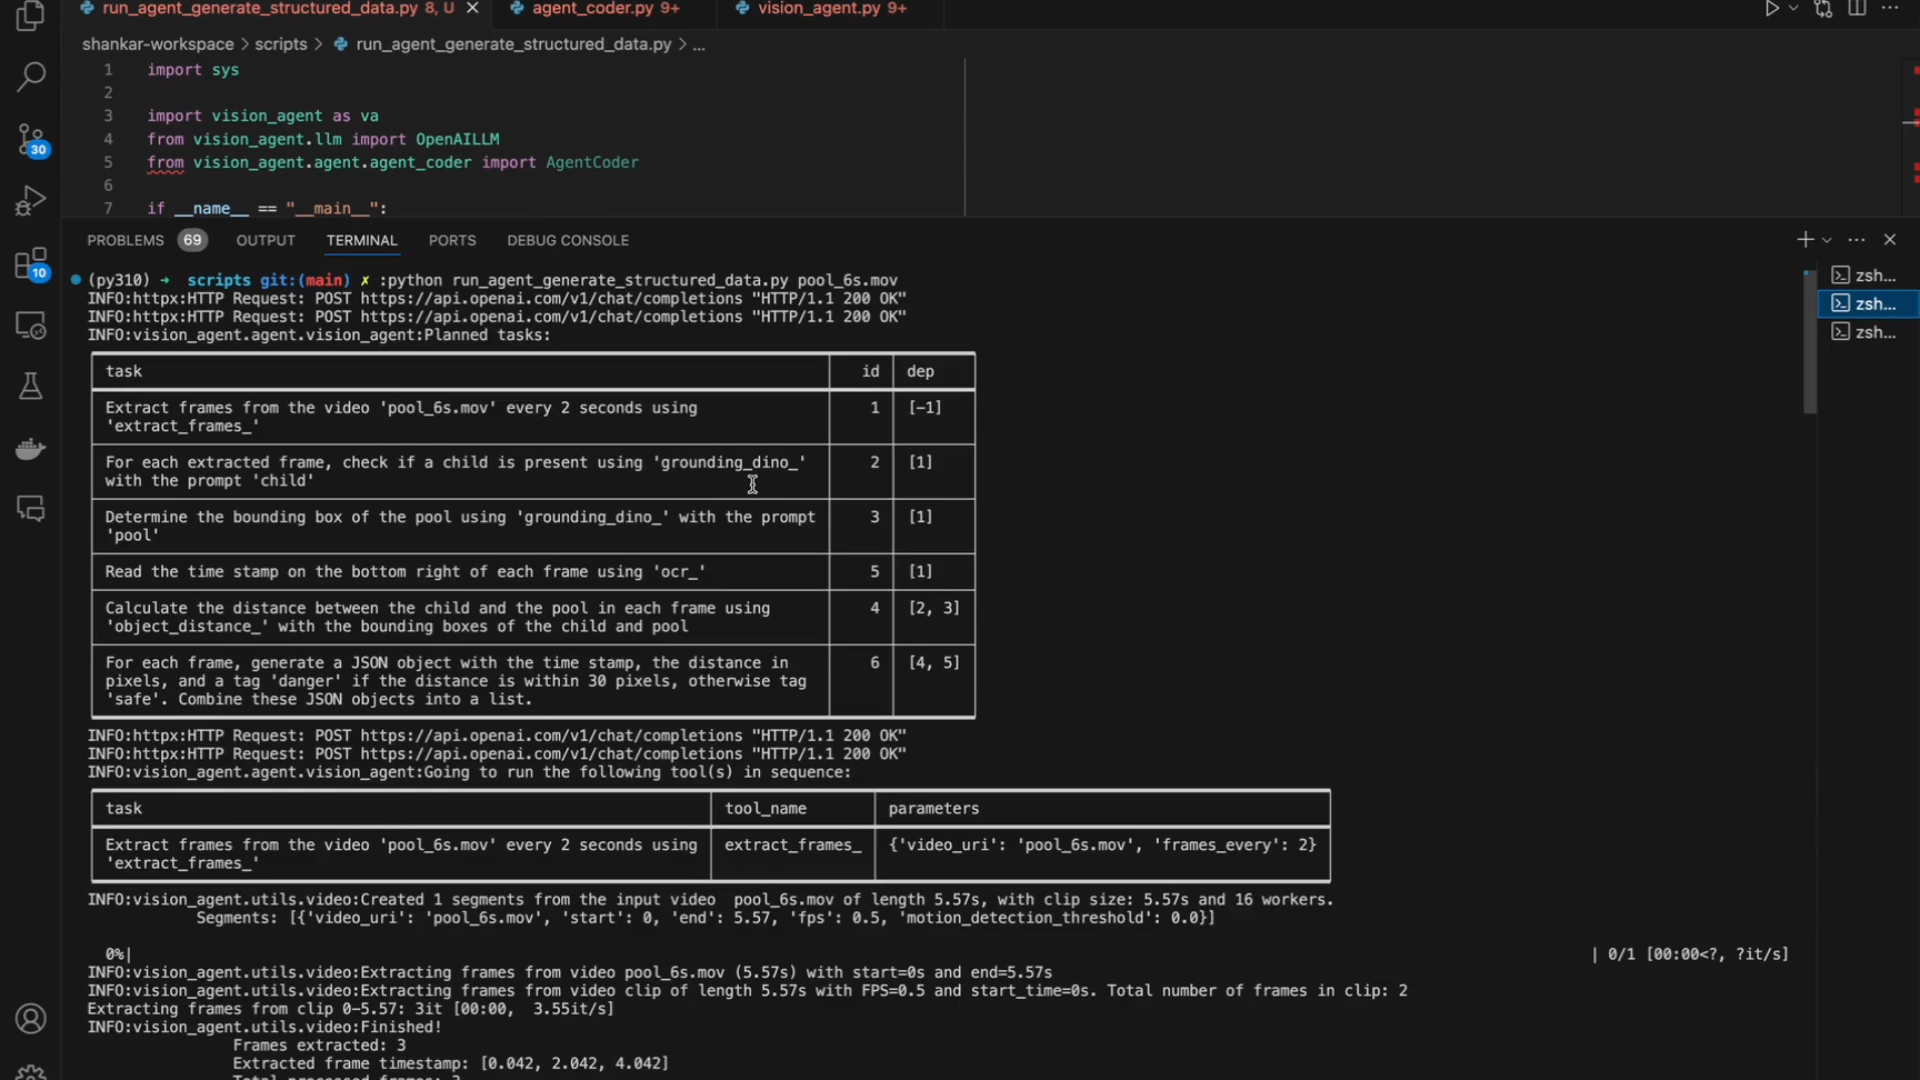 run_agent_generate_structured_data.py 8, U
agent_coder.py 9+
vision_agent.py 9+
shankar-workspace > scripts > run_agent_generate_structured_data.py > ...
1 import sys
2
3 import vision_agent as va
4 from vision_agent.llm import OpenAILLM
5 from vision_agent.agent.agent_coder import AgentCoder
6
7 if __name__ == "__main__":
30
10
PROBLEMS 69 OUTPUT TERMINAL PORTS DEBUG CONSOLE
zsh...
zsh...
zsh...
(py310) → scripts git:(main) ✗ :python run_agent_generate_structured_data.py pool_6s.mov
INFO:httpx:HTTP Request: POST https://api.openai.com/v1/chat/completions "HTTP/1.1 200 OK"
INFO:httpx:HTTP Request: POST https://api.openai.com/v1/chat/completions "HTTP/1.1 200 OK"
INFO:vision_agent.agent.vision_agent:Planned tasks:
task id dep
Extract frames from the video 'pool_6s.mov' every 2 seconds using 1 [-1]
'extract_frames_'
For each extracted frame, check if a child is present using 'grounding_dino_' 2 [1]
with the prompt 'child'
Determine the bounding box of the pool using 'grounding_dino_' with the prompt 3 [1]
'pool'
Read the time stamp on the bottom right of each frame using 'ocr_' 5 [1]
Calculate the distance between the child and the pool in each frame using 4 [2, 3]
'object_distance_' with the bounding boxes of the child and pool
For each frame, generate a JSON object with the time stamp, the distance in 6 [4, 5]
pixels, and a tag 'danger' if the distance is within 30 pixels, otherwise tag
'safe'. Combine these JSON objects into a list.
INFO:httpx:HTTP Request: POST https://api.openai.com/v1/chat/completions "HTTP/1.1 200 OK"
INFO:httpx:HTTP Request: POST https://api.openai.com/v1/chat/completions "HTTP/1.1 200 OK"
INFO:vision_agent.agent.vision_agent:Going to run the following tool(s) in sequence:
task tool_name parameters
Extract frames from the video 'pool_6s.mov' every 2 seconds using extract_frames_ {'video_uri': 'pool_6s.mov', 'frames_every': 2}
'extract_frames_'
INFO:vision_agent.utils.video:Created 1 segments from the input video  pool_6s.mov of length 5.57s, with clip size: 5.57s and 16 workers.
Segments: [{'video_uri': 'pool_6s.mov', 'start': 0, 'end': 5.57, 'fps': 0.5, 'motion_detection_threshold': 0.0}]
0%| | 0/1 [00:00<?, ?it/s]
INFO:vision_agent.utils.video:Extracting frames from video pool_6s.mov (5.57s) with start=0s and end=5.57s
INFO:vision_agent.utils.video:Extracting frames from video clip of length 5.57s with FPS=0.5 and start_time=0s. Total number of frames in clip: 2
Extracting frames from clip 0-5.57: 3it [00:00,  3.55it/s]
INFO:vision_agent.utils.video:Finished!
Frames extracted: 3
Extracted frame timestamp: [0.042, 2.042, 4.042]